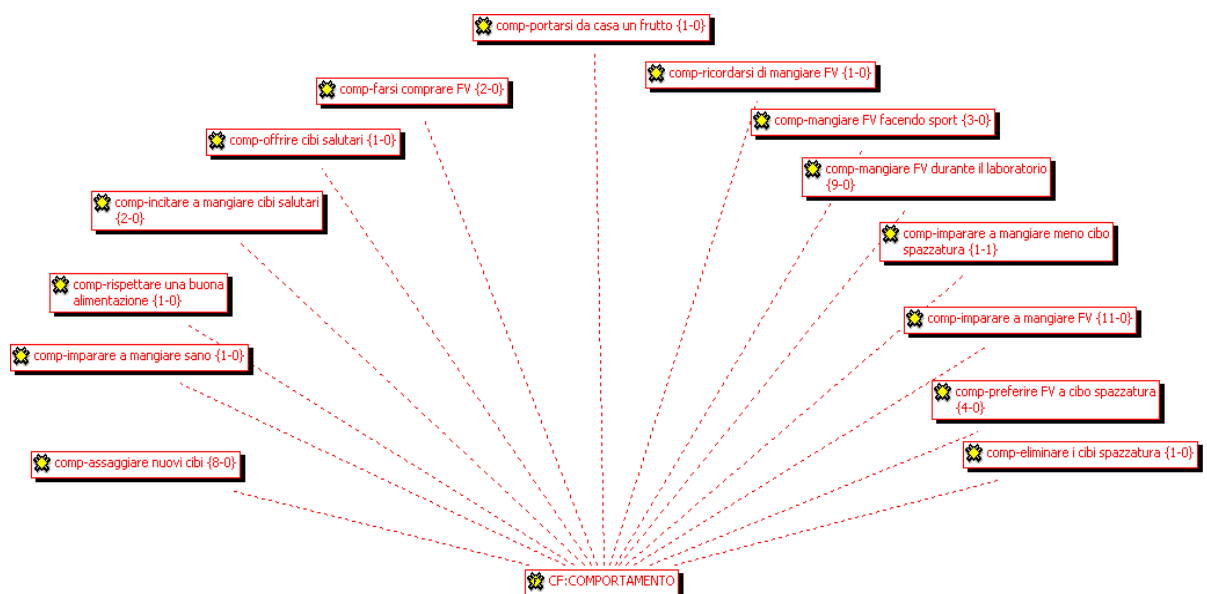 comp-portarsi da casa un frutto {1-0}
comp-ricordarsi di mangiare FV {1-0}
comp-farsi comprare FV {2-0}
comp-mangiare FV facendo sport {3-0}
comp-offrire cibi salutari {1-0}
comp-mangiare FV durante il laboratorio
{9-0}
comp-incitare a mangiare cibi salutari
{2-0}
comp-imparare a mangiare meno cibo
spazzatura {1-1}
comp-rispettare una buona
alimentazione {1-0}
comp-imparare a mangiare FV {11-0}
comp-imparare a mangiare sano {1-0}
comp-preferire FV a cibo spazzatura
{4-0}
comp-assaggiare nuovi cibi {8-0}
comp-eliminare i cibi spazzatura {1-0}
CF:COMPORTAMENTO